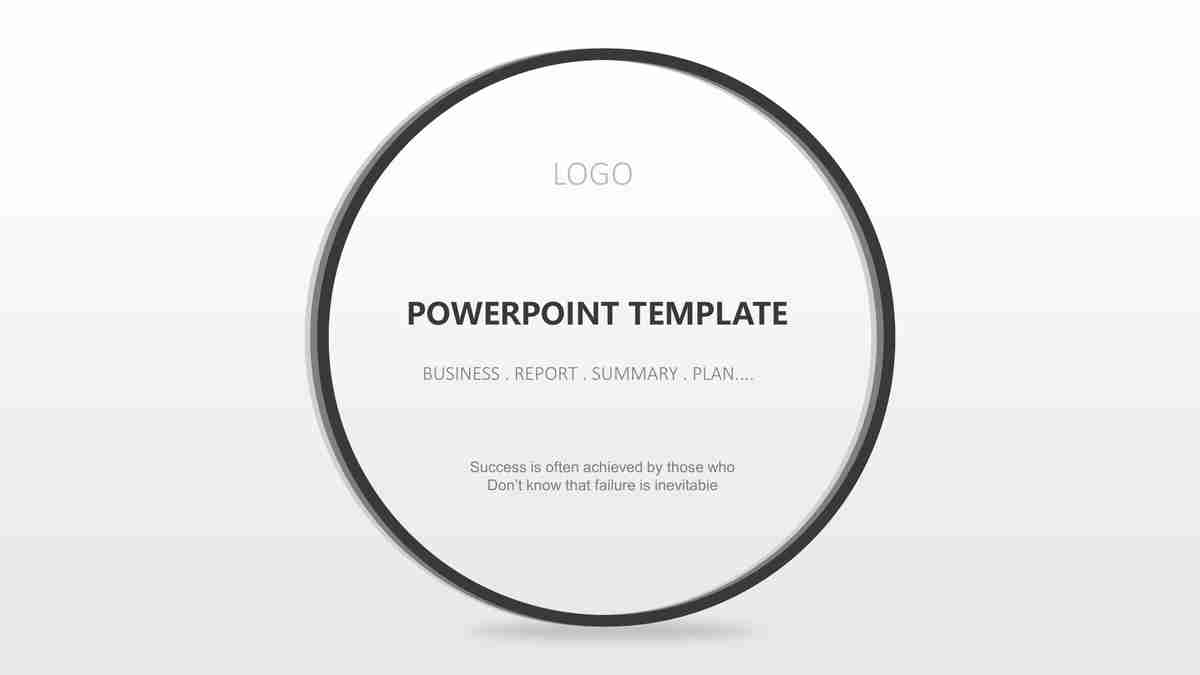 LOGO
POWERPOINT TEMPLATE
BUSINESS . REPORT . SUMMARY . PLAN....
Success is often achieved by those who
Don't know that failure is inevitabie